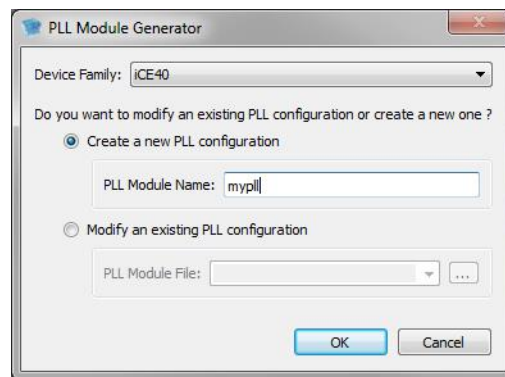 PLL Module Generator
Device Family: iCE40
Do you want to modify an existing PLL configuration or create a new one ?
Create a new PLL configuration
PLL Module Name: mypll
Modify an existing PLL configuration
PLL Module File:
...
OK Cancel